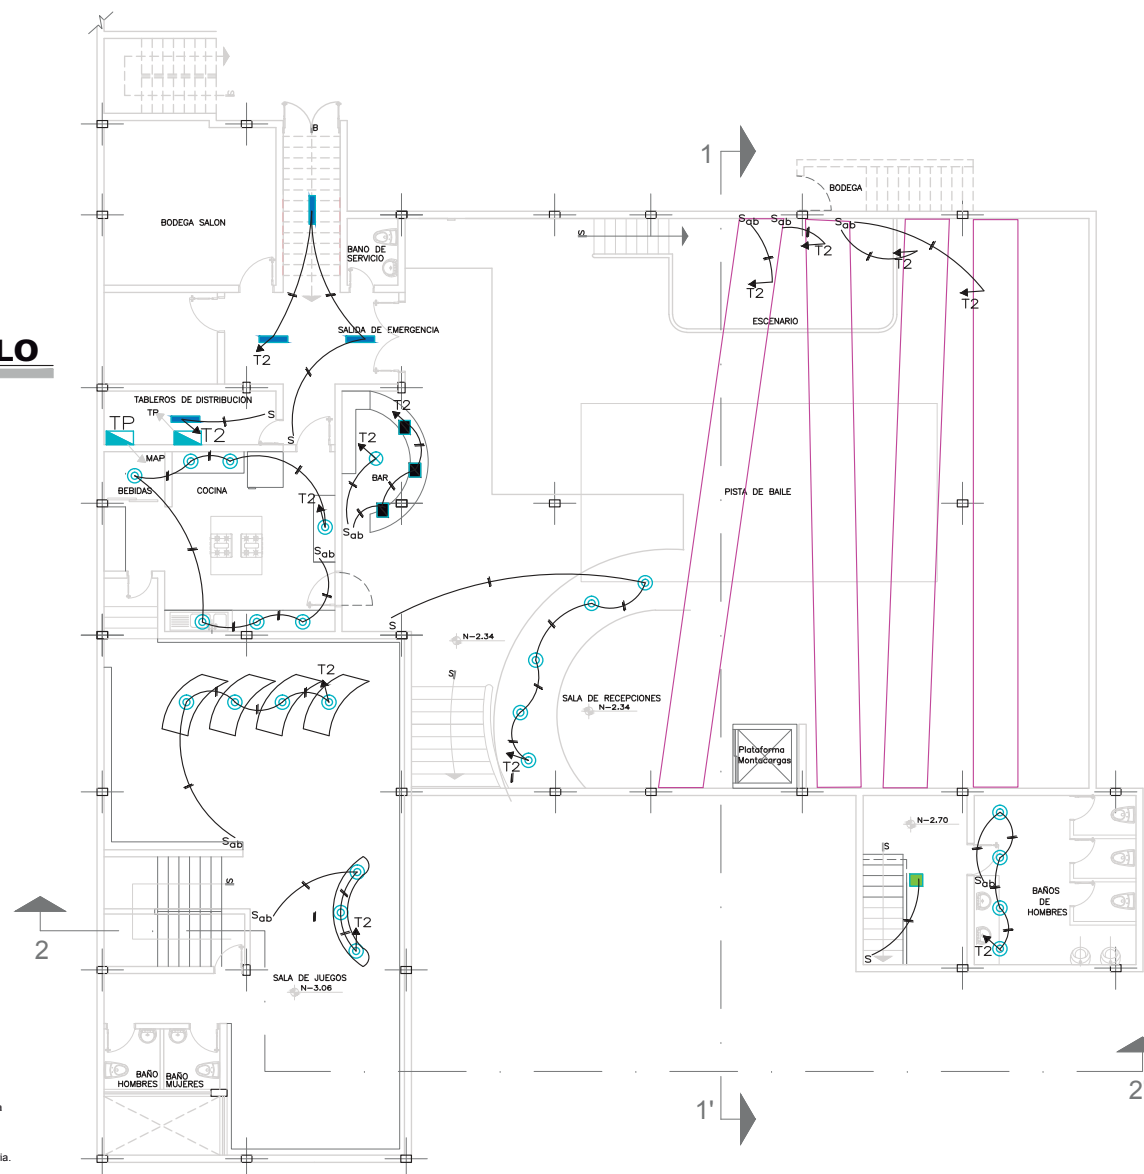 1
B
BODEGA
BODEGA SALON
Sab
Sab
Sab
S
BANO DE
SERVICIO
T2
T2
T2
T2
ESCENARIO
SALIDA DE EMERGENCIA
LO
T2
TABLEROS DE DISTRIBUCION
TP
S
T2
TP
T2
T2
S
MAP
BAR
BEBIDAS
COCINA
PISTA DE BAILE
T2
Sab
Sab
S
N-2.34
T2
S
SALA DE RECEPCIONES
N-2.34
Plataforma
Montacargas
T2
N-2.70
Sab
S
S
Sab
BAÑOS
DE
HOMBRES
Sab
T2
2
T2
S
SALA DE JUEGOS
N-3.06
BAÑO
HOMBRES
BAÑO
MUJERES
2
1'
a
ia.